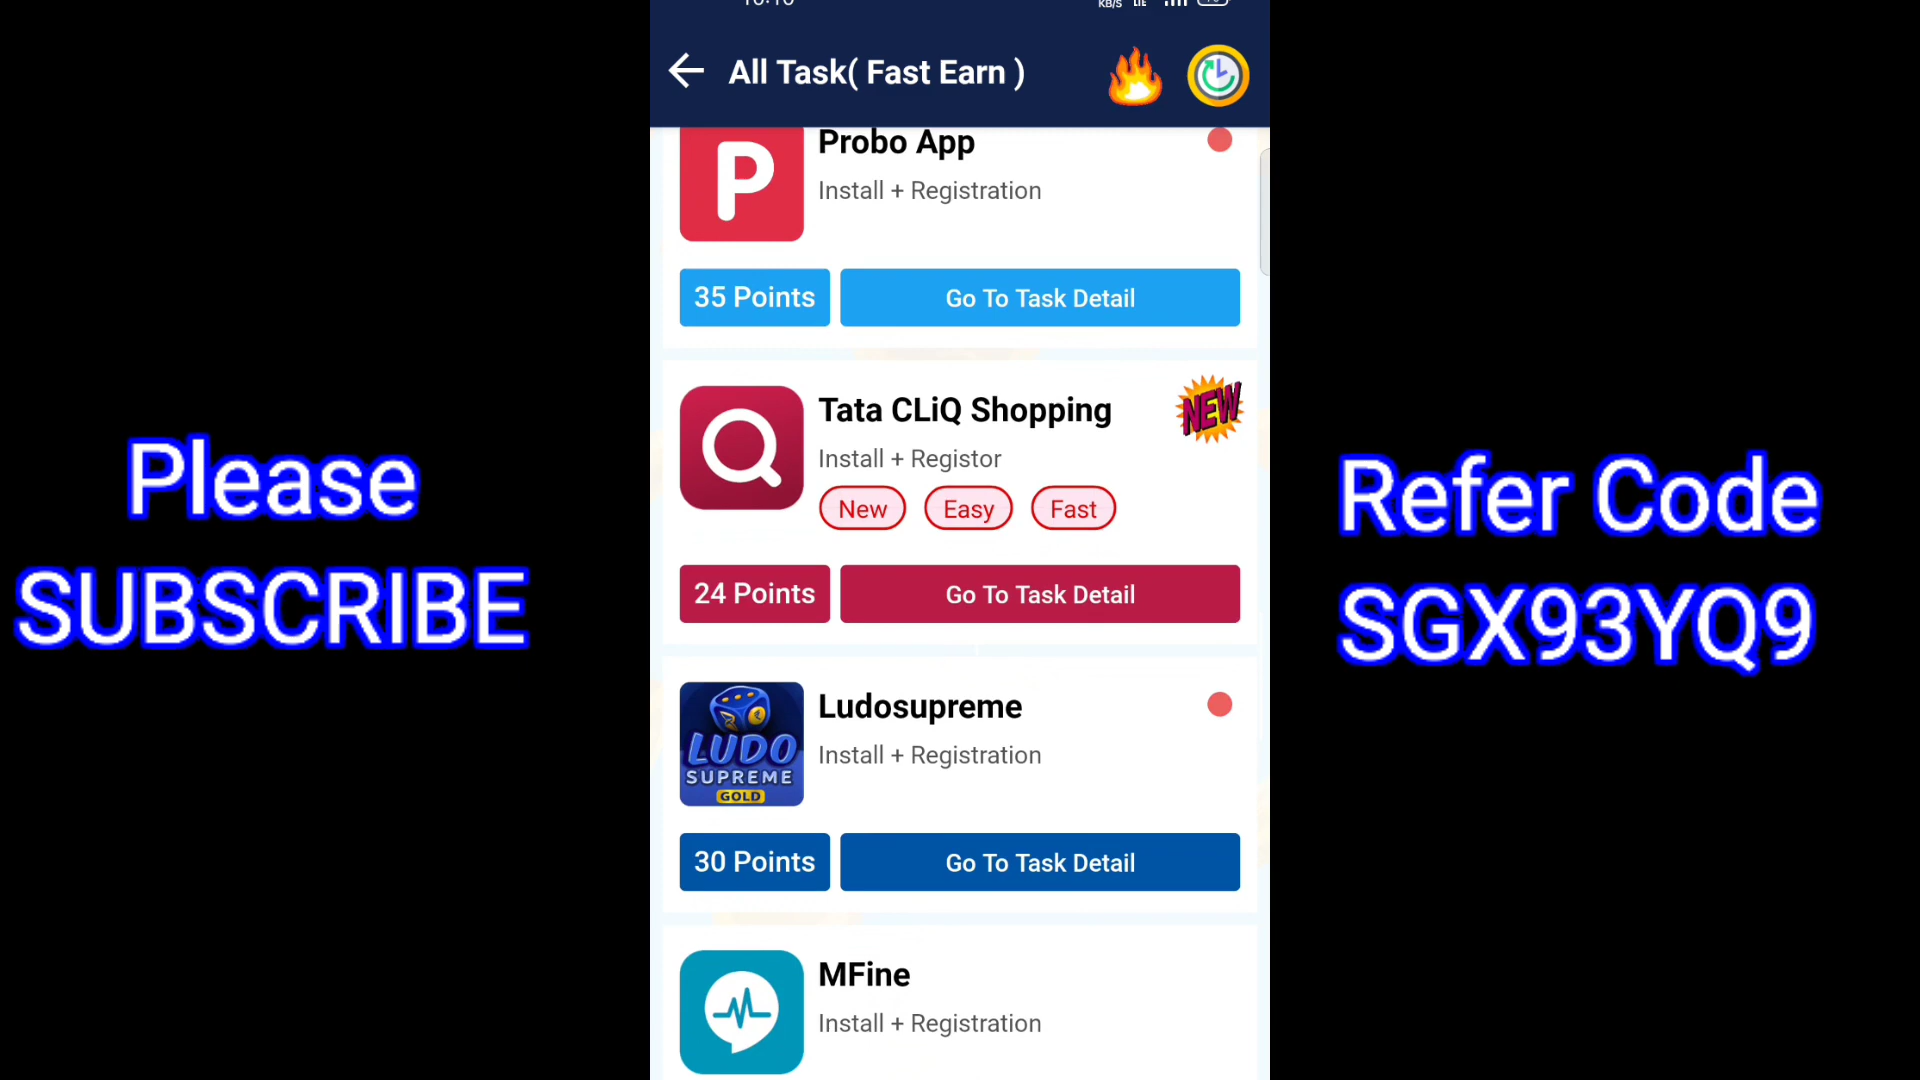 KB/S LTE
All Task( Fast Earn )
Probo App
P
Install + Registration
35 Points
Go To Task Detail
Tata CLiQ Shopping
NEW
Install + Registor
New Easy Fast
24 Points
Go To Task Detail
Ludosupreme
LUDO
SUPREME
GOLD
Install + Registration
30 Points
Go To Task Detail
MFine
Install + Registration
Please
SUBSCRIBE
Refer Code
SGX93YQ9